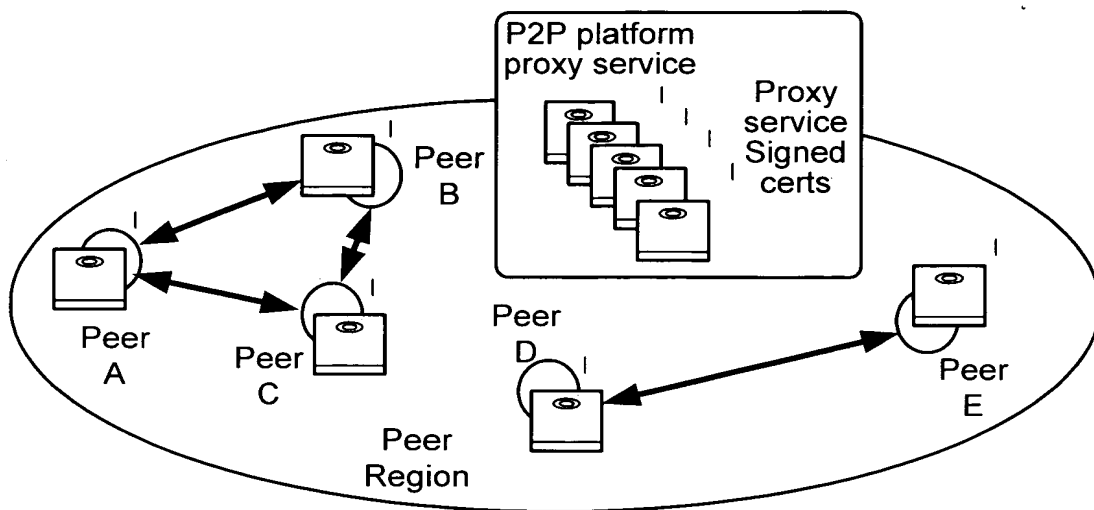 P2P platform
proxy service
Proxy
service
Signed
certs
Peer
B
Peer
A
Peer
C
Peer
D
Peer
E
Peer
Region